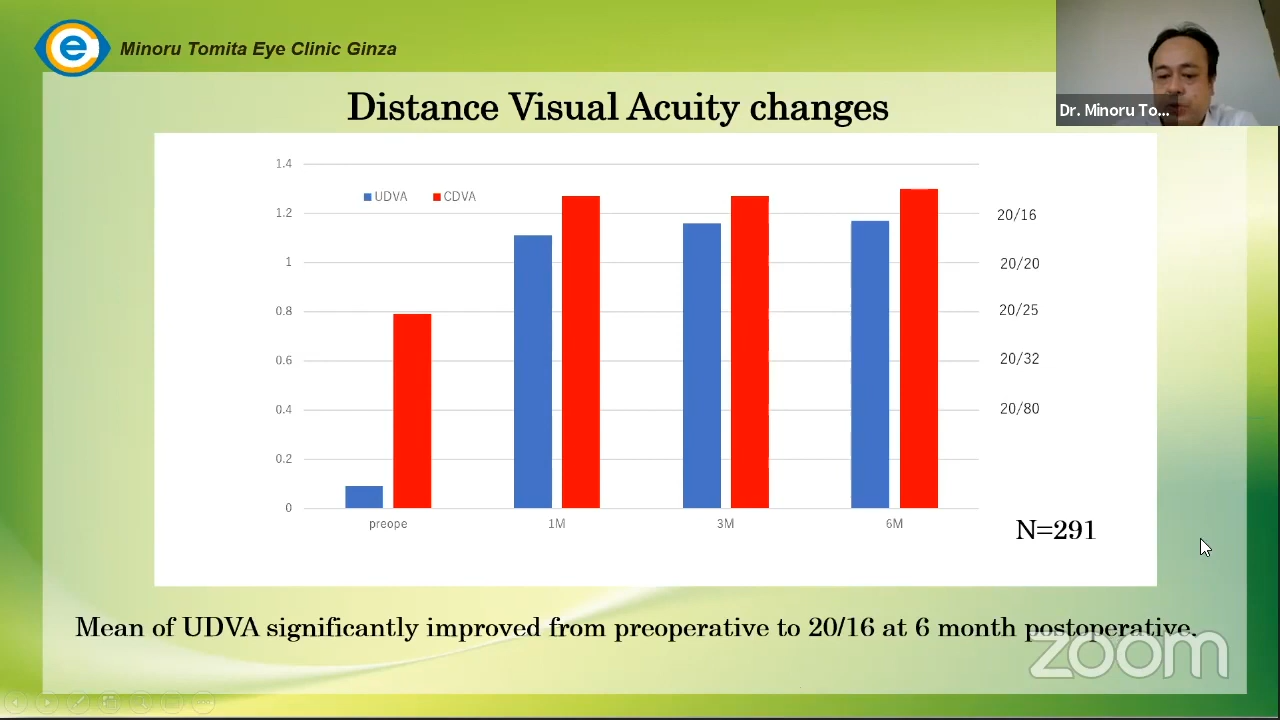 Minoru Tomita Eye Clinic Ginza
Dr. Minoru To...
Distance Visual Acuity changes
1.4
1.2
1
0.8
0.6
0.4
0.2
0
UDVA CDVA
20/16
20/20
20/25
20/32
20/80
preope 1M 3M 6M
N=291
Mean of UDVA significantly improved from preoperative to 20/16 at 6 month postoperative.
zoom